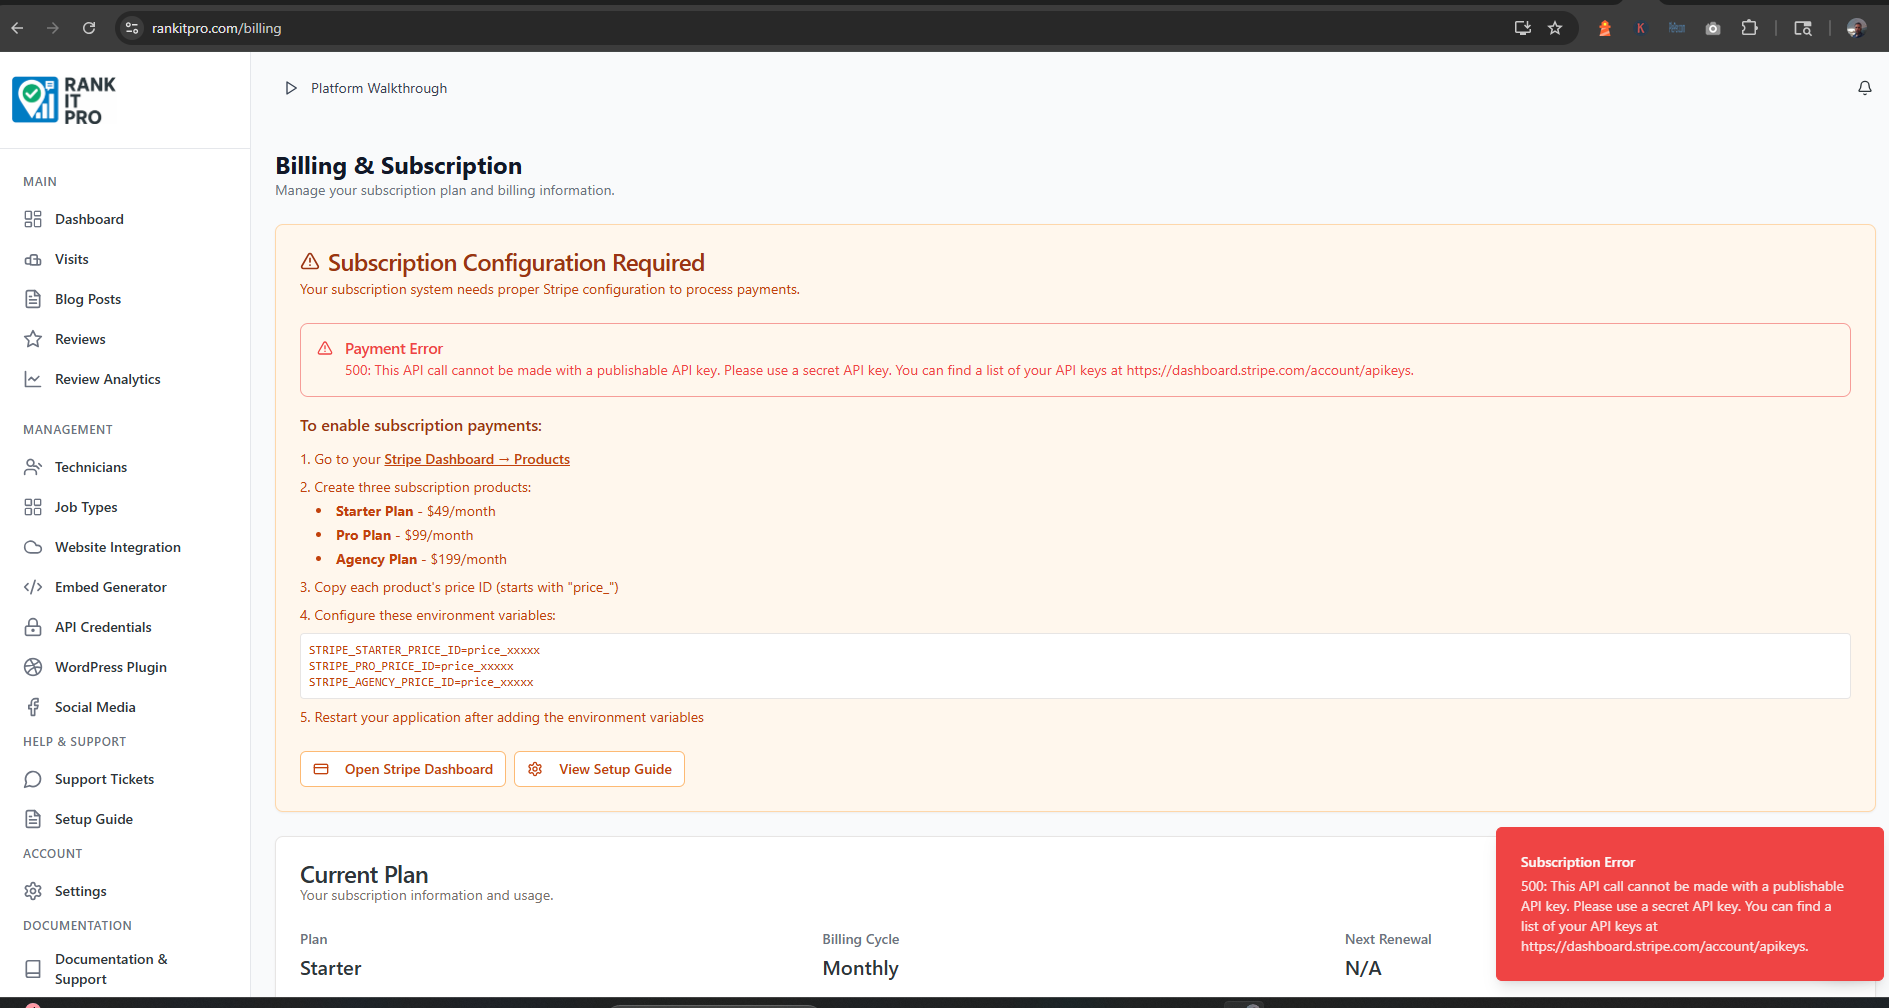 rankitpro.com/billing
K
RANK
IT
PRO
Platform Walkthrough
MAIN
Dashboard
Visits
Blog Posts
Reviews
Review Analytics
MANAGEMENT
Technicians
Job Types
Website Integration
Embed Generator
API Credentials
WordPress Plugin
Social Media
HELP & SUPPORT
Support Tickets
Setup Guide
ACCOUNT
Settings
DOCUMENTATION
Documentation &
Support
Billing & Subscription
Manage your subscription plan and billing information.
Subscription Configuration Required
Your subscription system needs proper Stripe configuration to process payments.
Payment Error
500: This API call cannot be made with a publishable API key. Please use a secret API key. You can find a list of your API keys at https://dashboard.stripe.com/account/apikeys.
To enable subscription payments:
1. Go to your Stripe Dashboard → Products
2. Create three subscription products:
• Starter Plan - $49/month
• Pro Plan - $99/month
• Agency Plan - $199/month
3. Copy each product's price ID (starts with "price_")
4. Configure these environment variables:
STRIPE_STARTER_PRICE_ID=price_xxxxx
STRIPE_PRO_PRICE_ID=price_xxxxx
STRIPE_AGENCY_PRICE_ID=price_xxxxx
5. Restart your application after adding the environment variables
Open Stripe Dashboard
View Setup Guide
Current Plan
Your subscription information and usage.
Plan
Starter
Billing Cycle
Monthly
Next Renewal
N/A
Subscription Error
500: This API call cannot be made with a publishable
API key. Please use a secret API key. You can find a
list of your API keys at
https://dashboard.stripe.com/account/apikeys.